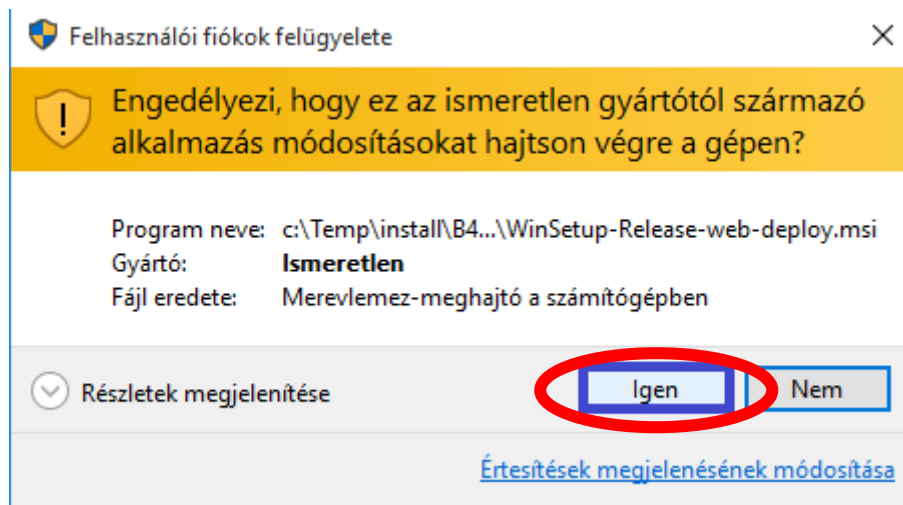 Felhasználói fiókok felügyelete
Engedélyezi, hogy ez az ismeretlen gyártótól származó
alkalmazás módosításokat hajtson végre a gépen?
Program neve: c:\Temp\install\B4...\WinSetup-Release-web-deploy.msi
Gyártó: Ismeretlen
Fájl eredete: Merevlemez-meghajtó a számítógépben
Részletek megjelenítése Igen Nem
Értesítések megjelenésének módosítása